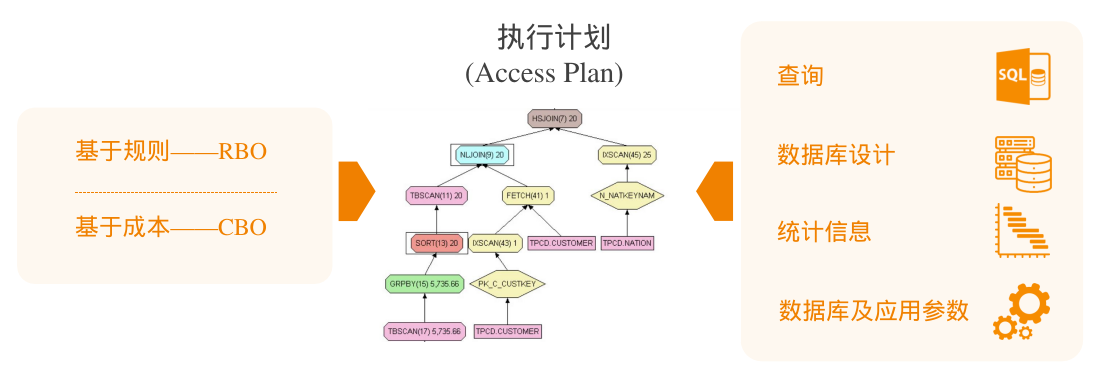 执行计划
(Access Plan)
基于规则——RBO
基于成本——CBO
HSJOIN(7) 20
NLJOIN(9) 20
IXSCAN(45) 25
TBSCAN(11) 20
FETCH(41) 1
N_NATKEYNAM
SORT(13) 20
IXSCAN(43) 1
TPCD.CUSTOMER
TPCD.NATION
GRPBY(15) 5,735.66
PK_C_CUSTKEY
TBSCAN(17) 5,735.66
TPCD.CUSTOMER
查询
SQL
数据库设计
统计信息
数据库及应用参数